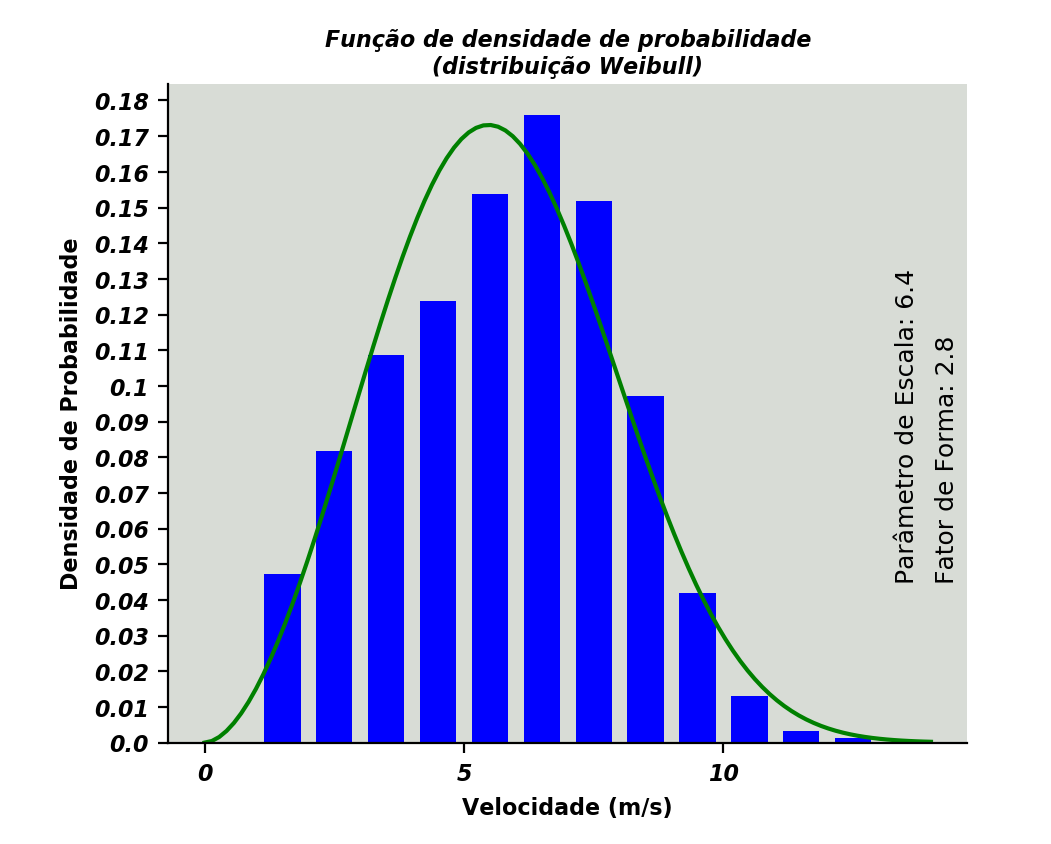 Função de densidade de probabilidade
(distribuição Weibull)
0.18
0.17
0.16
0.15
0.14
0.13
0.12
0.11
0.1
0.09
0.08
0.07
0.06
0.05
0.04
0.03
0.02
0.01
0.0
Densidade de Probabilidade
Parâmetro de Escala: 6.4
Fator de Forma: 2.8
0 5 10
Velocidade (m/s)